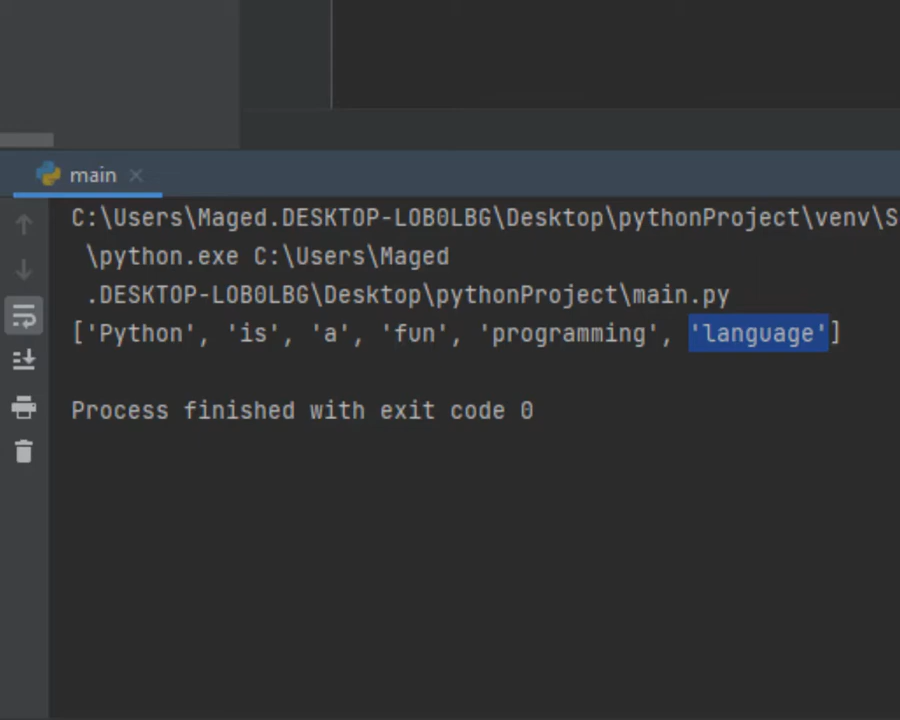 main
C:\Users\Maged.DESKTOP-LOB0LBG\Desktop\pythonProject\venv\S
\python.exe C:\Users\Maged
.DESKTOP-LOB0LBG\Desktop\pythonProject\main.py
['Python', 'is', 'a', 'fun', 'programming', 'language']
Process finished with exit code 0